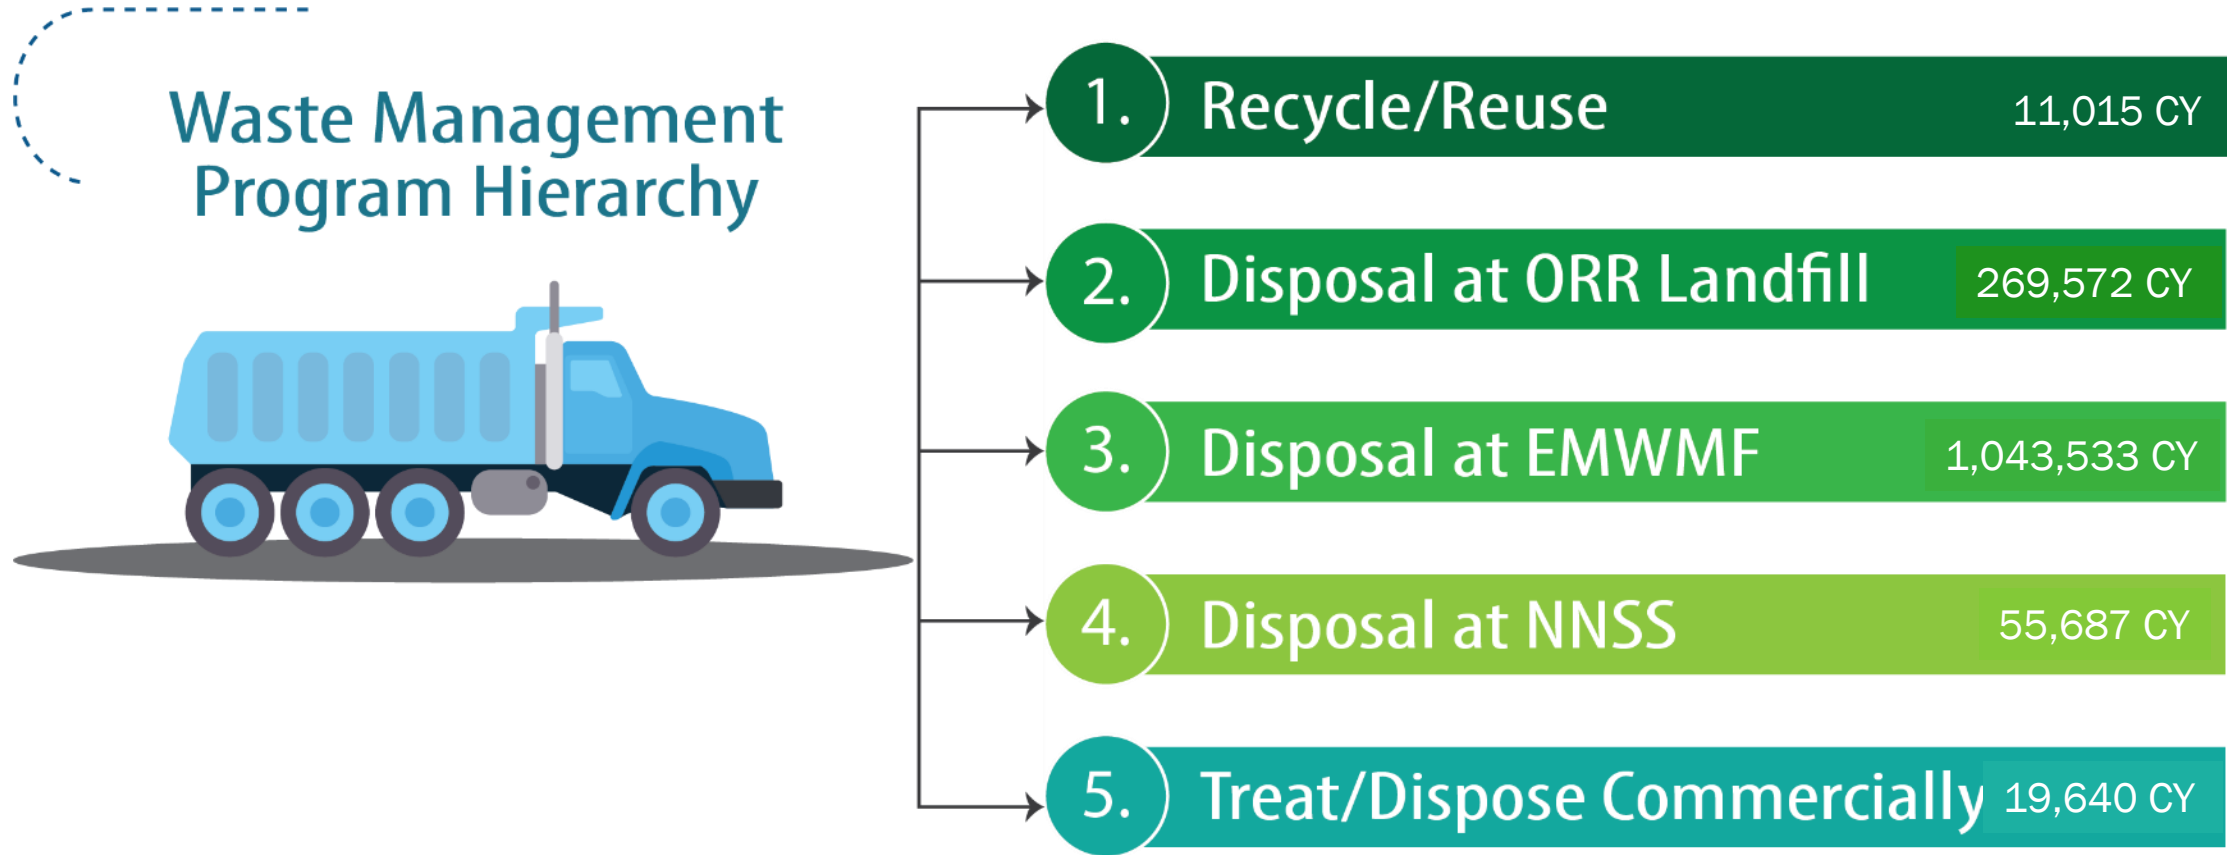 Waste Management
Program Hierarchy
1. Recycle/Reuse 11,015 CY
2. Disposal at ORR Landfill 269,572 CY
3. Disposal at EMWMF 1,043,533 CY
4. Disposal at NNSS 55,687 CY
5. Treat/Dispose Commercially 19,640 CY